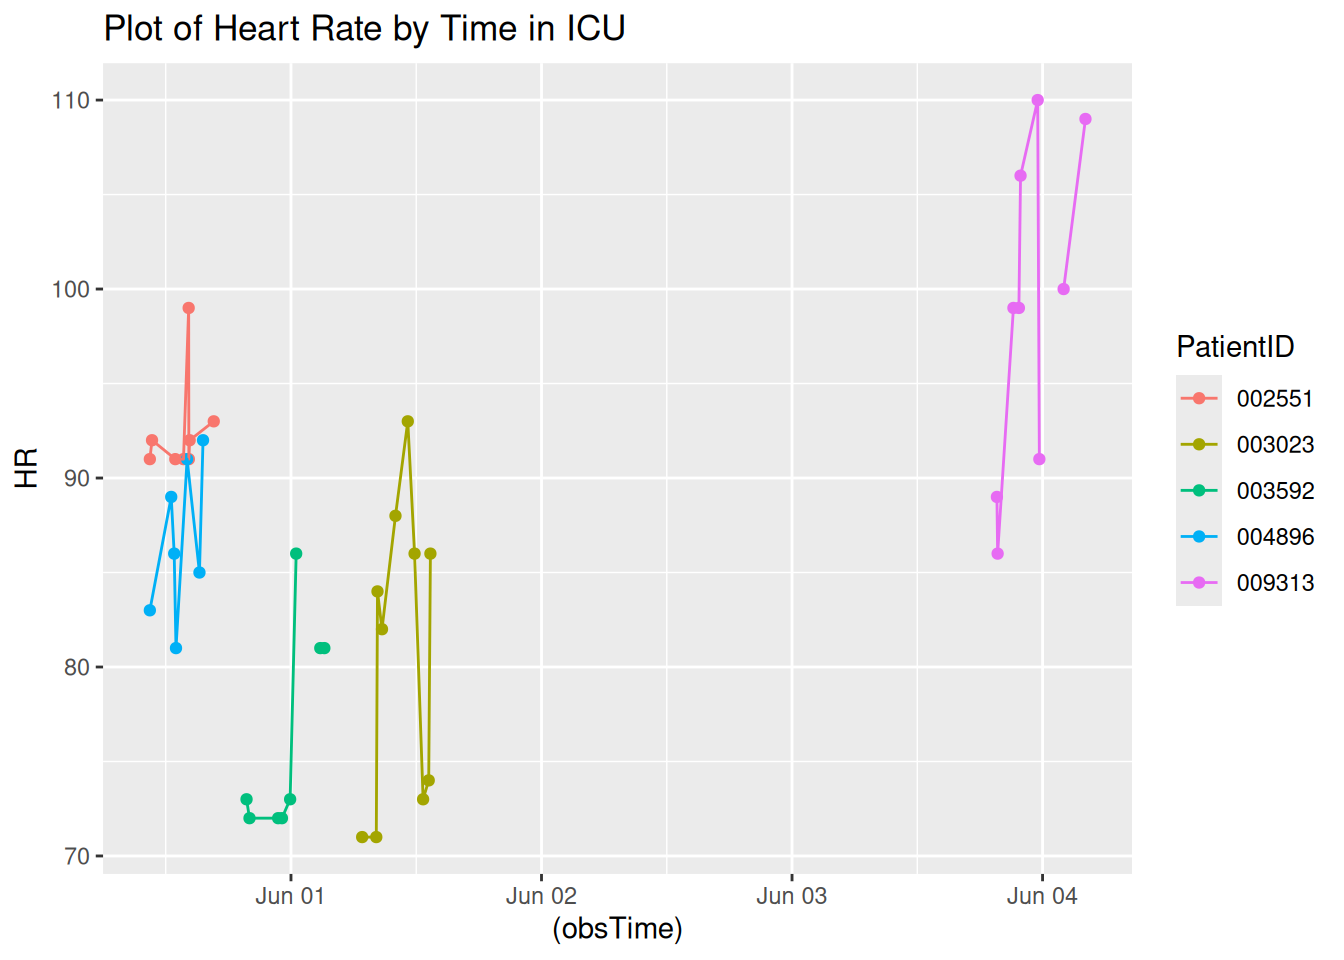 Plot of Heart Rate by Time in ICU
110
100
90
80
70
HR
Jun 01
Jun 02
Jun 03
Jun 04
(obsTime)
PatientID
002551
003023
003592
004896
009313